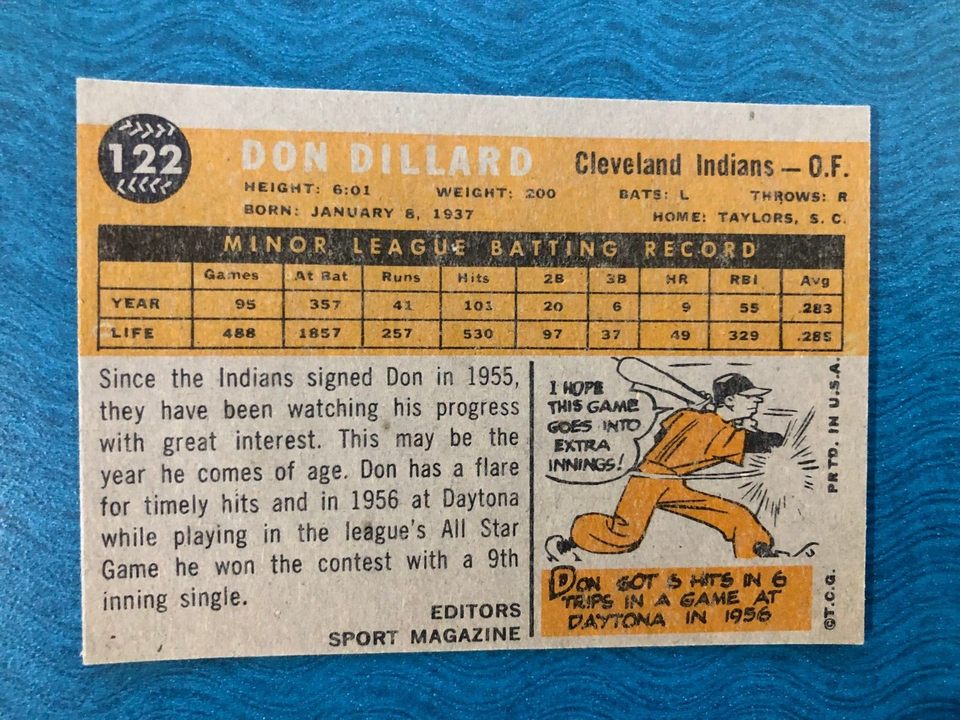 122
DON DILLARD
Cleveland Indians — O.F.
HEIGHT: 6:01 WEIGHT: 200 BATS: L THROWS: R
BORN: JANUARY 8, 1937 HOME: TAYLORS, S. C.
MINOR LEAGUE BATTING RECORD
Games At Bat Runs Hits 2B 3B HR RBI Avg
YEAR 95 357 41 101 20 6 9 55 .283
LIFE 488 1857 257 530 97 37 49 329 .285
Since the Indians signed Don in 1955,
they have been watching his progress
with great interest. This may be the
year he comes of age. Don has a flare
for timely hits and in 1956 at Daytona
while playing in the league's All Star
Game he won the contest with a 9th
inning single.
EDITORS
SPORT MAGAZINE
I HOPE
THIS GAME
GOES INTO
EXTRA
INNINGS!
DON GOT 5 HITS IN 6
TRIPS IN A GAME AT
DAYTONA IN 1956
PRTD. IN U.S.A.
©T.C.G.